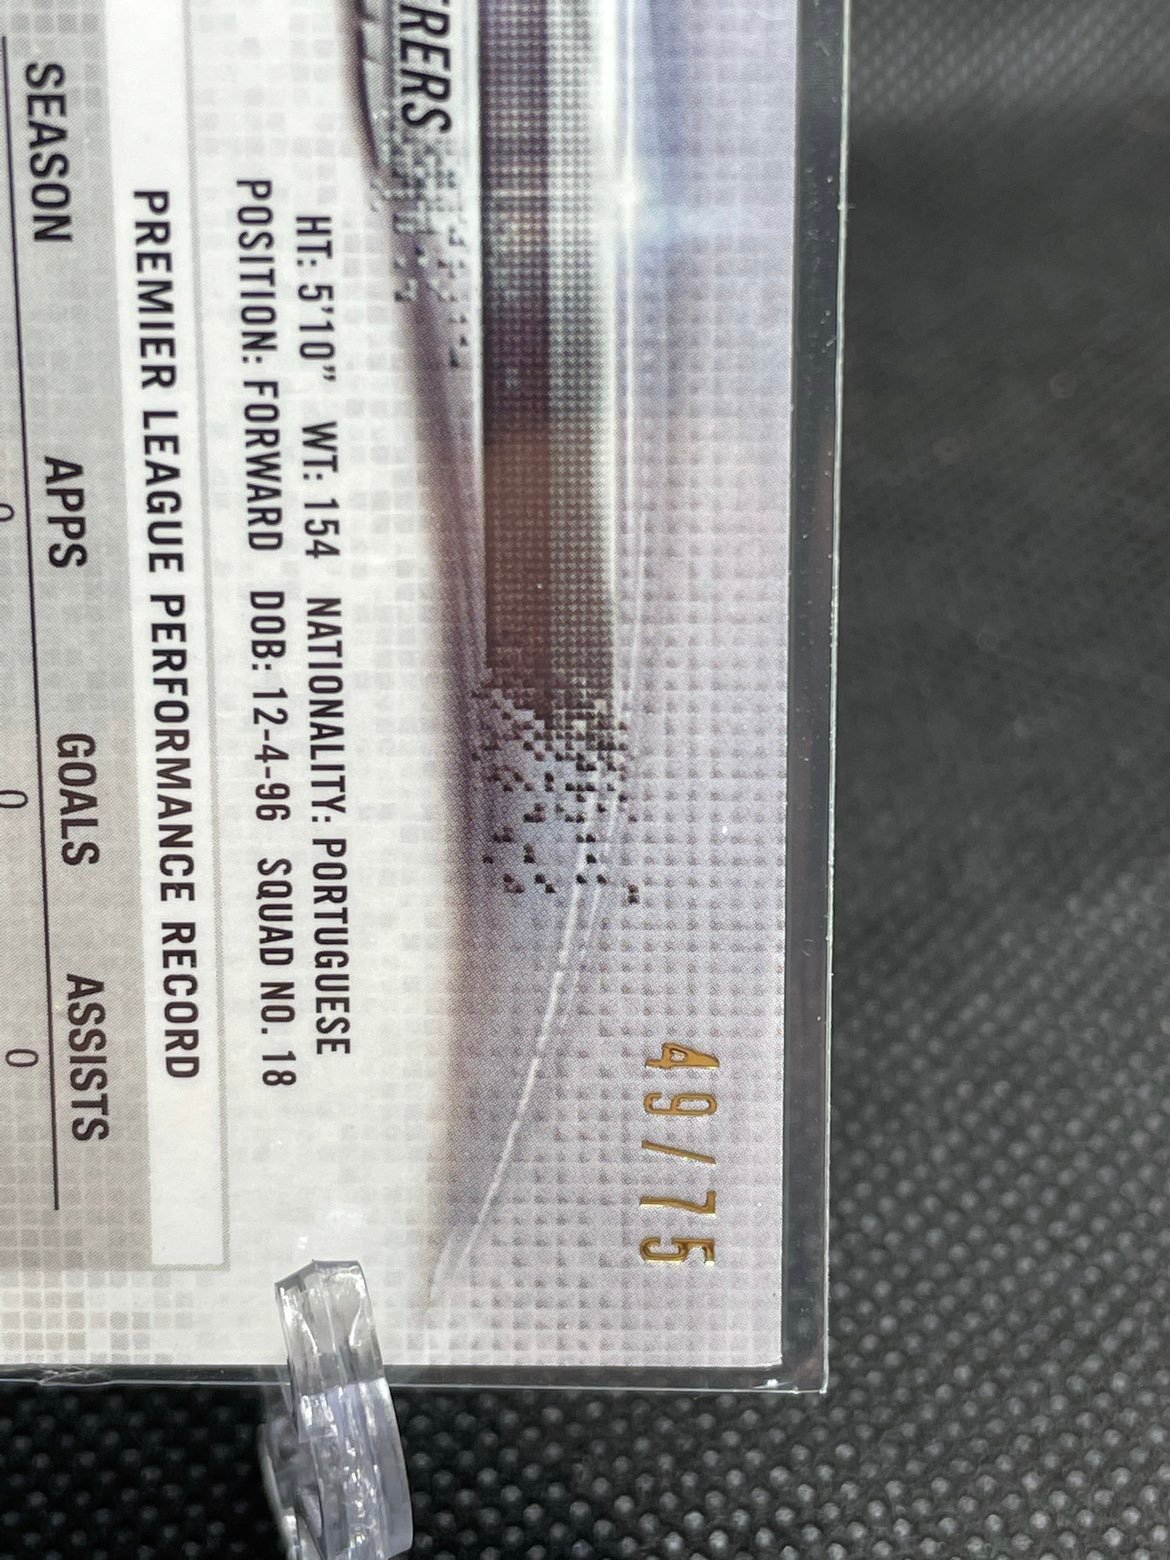 49/75
HT: 5'10" WT: 154 NATIONALITY: PORTUGUESE
POSITION: FORWARD DOB: 12-4-96 SQUAD NO. 18
PREMIER LEAGUE PERFORMANCE RECORD
SEASON APPS GOALS ASSISTS
0 0 0